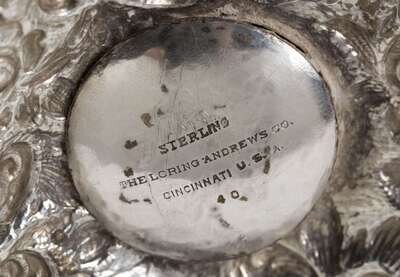 STERLING
THE LORING ANDREWS CO.
CINCINNATI U.S.A.
40